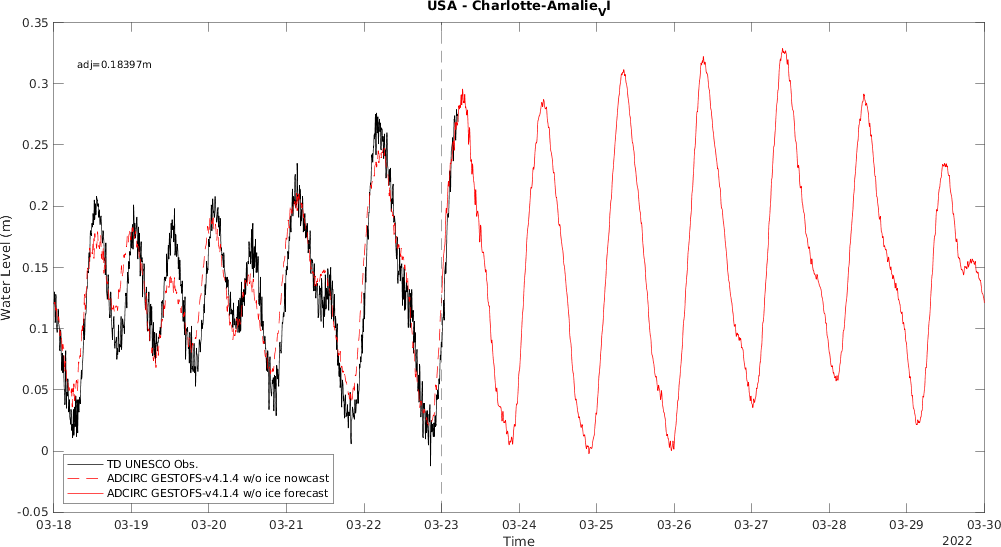 USA - Charlotte-Amalie_VI
adj=0.18397m
0.35
0.3
0.25
0.2
0.15
0.1
0.05
0
-0.05
Water Level (m)
TD UNESCO Obs.
ADCIRC GESTOFS-v4.1.4 w/o ice nowcast
ADCIRC GESTOFS-v4.1.4 w/o ice forecast
03-18 03-19 03-20 03-21 03-22 03-23 03-24 03-25 03-26 03-27 03-28 03-29 03-30
Time
2022